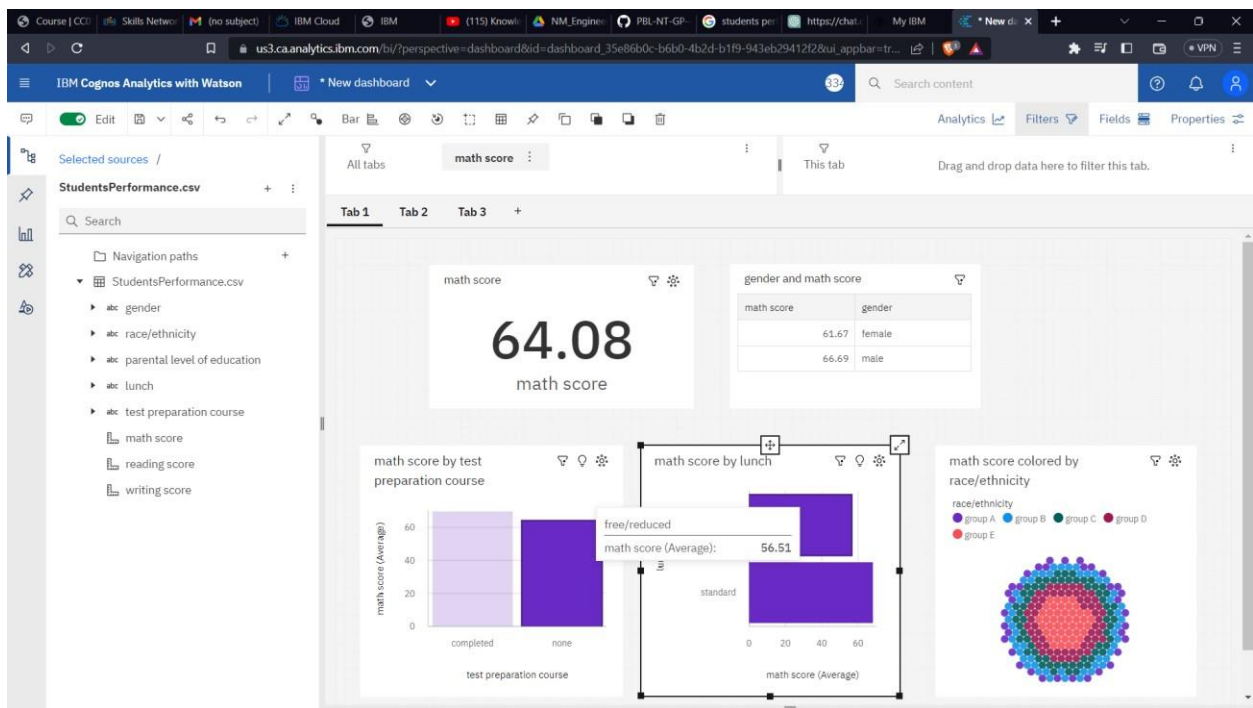 Course | CC0
Skills Networ
(no subject)
IBM Cloud
IBM
(115) Knowle
NM_Enginee
PBL-NT-GP-
students per
https://chat.
My IBM
* New da
us3.ca.analytics.ibm.com/bi/?perspective=dashboard&id=dashboard_35e86b0c-b6b0-4b2d-b1f9-943eb29412f2&ui_appbar=tr...
VPN
IBM Cognos Analytics with Watson
* New dashboard
334
Search content
Edit
Bar
Analytics
Filters
Fields
Properties
Selected sources /
StudentsPerformance.csv
Search
Navigation paths
StudentsPerformance.csv
abc gender
abc race/ethnicity
abc parental level of education
abc lunch
abc test preparation course
math score
reading score
writing score
All tabs
math score
This tab
Drag and drop data here to filter this tab.
Tab 1 Tab 2 Tab 3 +
math score
64.08
math score
gender and math score
math score gender
61.67 female
66.69 male
math score by test
preparation course
math score (Average)
60
40
20
0
completed none
test preparation course
math score by lunch
free/reduced
math score (Average): 56.51
standard
0 20 40 60
math score (Average)
math score colored by
race/ethnicity
race/ethnicity
group A group B group C group D
group E